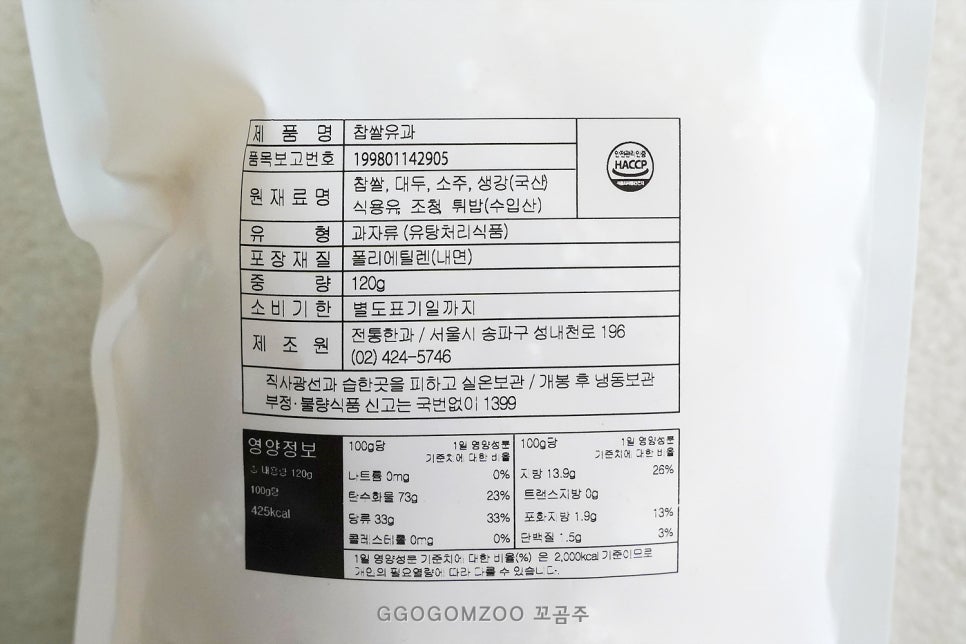 제 품 명 찹쌀유과
안전관리인증
HACCP
품목보고번호 199801142905
원 재 료 명 찹쌀, 대두, 소주, 생강(국산)
식용유, 조청, 튀밥(수입산)
유 형 과자류 (유탕처리식품)
포 장 재 질 폴리에틸렌(내면)
중 량 120g
소 비 기 한 별도표기일까지
제 조 원 전통한과 / 서울시 송파구 성내천로 196
(02) 424-5746
직사광선과 습한곳을 피하고 실온보관 / 개봉 후 냉동보관
부정·불량식품 신고는 국번없이 1399
영양정보
총 내용량 120g
100g당
425kcal
100g당 1일 영양성분
기준치에 대한 비율
나트륨 0mg 0%
탄수화물 73g 23%
당류 33g 33%
콜레스테롤 0mg 0%
100g당 1일 영양성분
기준치에 대한 비율
지방 13.9g 26%
트랜스지방 0g
포화지방 1.9g 13%
단백질 1.5g 3%
1일 영양성분 기준치에 대한 비율(%) 은 2,000kcal 기준이므로
개인의 필요열량에 따라 다를 수 있습니다.
GGOGOMZOO 꼬곰주